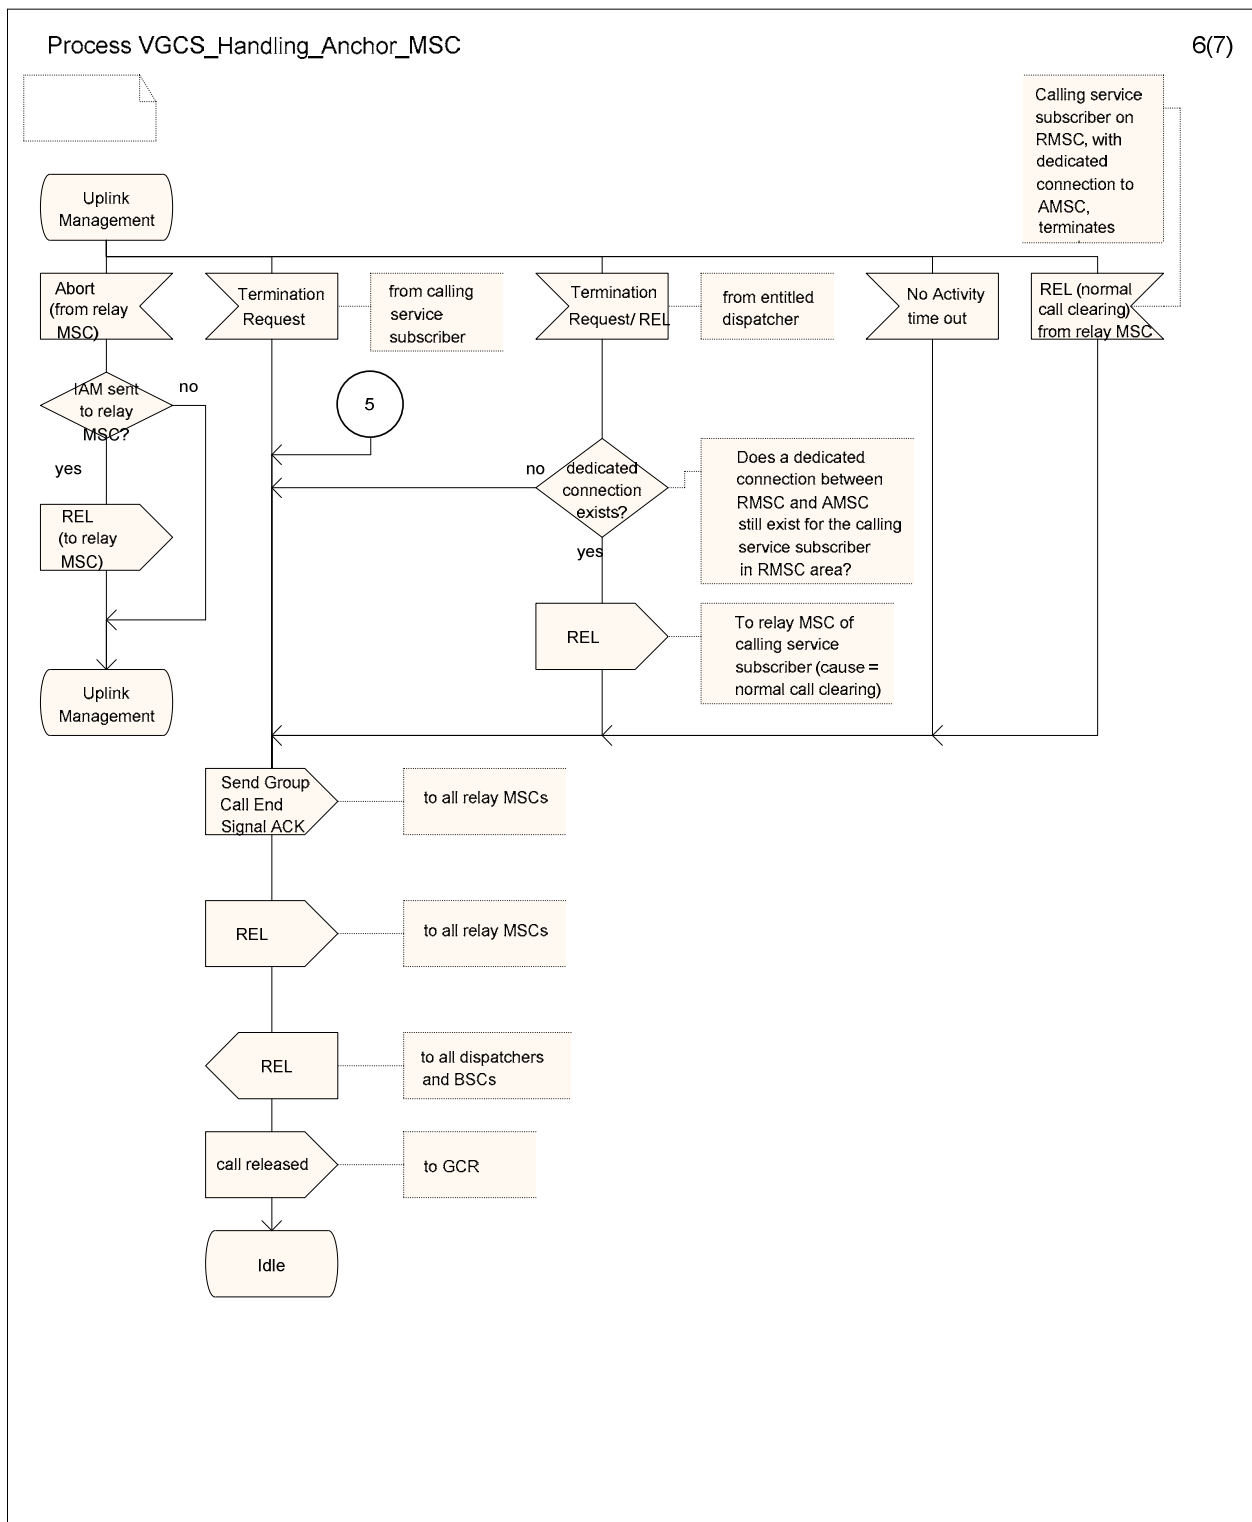 Process VGCS_Handling_Anchor_MSC
6(7)
Calling service
subscriber on
RMSC, with
dedicated
connection to
AMSC,
terminates
Uplink
Management
Abort
(from relay
MSC)
Termination
Request
from calling
service
subscriber
Termination
Request/ REL
from entitled
dispatcher
No Activity
time out
REL (normal
call clearing)
from relay MSC
IAM sent
to relay
MSC?
no
yes
5
REL
(to relay
MSC)
Uplink
Management
no
dedicated
connection
exists?
yes
Does a dedicated
connection between
RMSC and AMSC
still exist for the calling
service subscriber
in RMSC area?
REL
To relay MSC of
calling service
subscriber (cause =
normal call clearing)
Send Group
Call End
Signal ACK
to all relay MSCs
REL
to all relay MSCs
REL
to all dispatchers
and BSCs
call released
to GCR
Idle